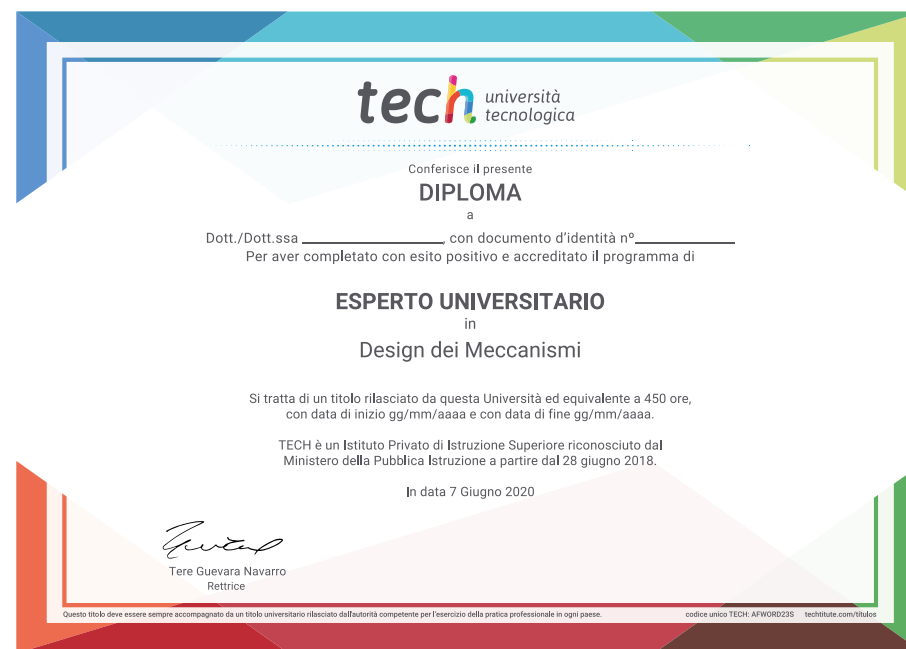 tech università
tecnologica
Conferisce il presente
DIPLOMA
a
Dott./Dott.ssa ____________________, con documento d'identità nº______________
Per aver completato con esito positivo e accreditato il programma di
ESPERTO UNIVERSITARIO
in
Design dei Meccanismi
Si tratta di un titolo rilasciato da questa Università ed equivalente a 450 ore,
con data di inizio gg/mm/aaaa e con data di fine gg/mm/aaaa.
TECH è un Istituto Privato di Istruzione Superiore riconosciuto dal
Ministero della Pubblica Istruzione a partire dal 28 giugno 2018.
In data 7 Giugno 2020
Tere Guevara Navarro
Rettrice
Questo titolo deve essere sempre accompagnato da un titolo universitario rilasciato dall'autorità competente per l'esercizio della pratica professionale in ogni paese. codice unico TECH: AFWORD23S techtitute.com/titulos